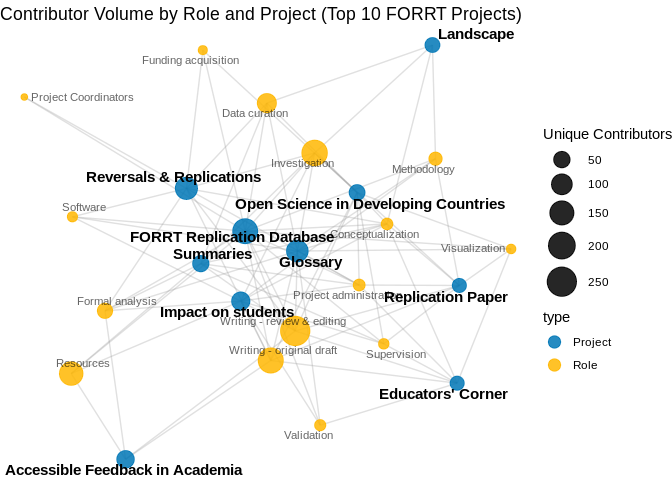 Contributor Volume by Role and Project (Top 10 FORRT Projects)
Landscape
Funding acquisition
Project Coordinators
Data curation
Investigation
Methodology
Reversals & Replications
Open Science in Developing Countries
Software
FORRT Replication Database
Conceptualization
Summaries
Glossary
Visualization
Project administra
Replication Paper
Formal analysis
Impact on students
Writing - review & editing
Writing - original draft
Supervision
Resources
Educators' Corner
Validation
Accessible Feedback in Academia
Unique Contributors
50
100
150
200
250
type
Project
Role